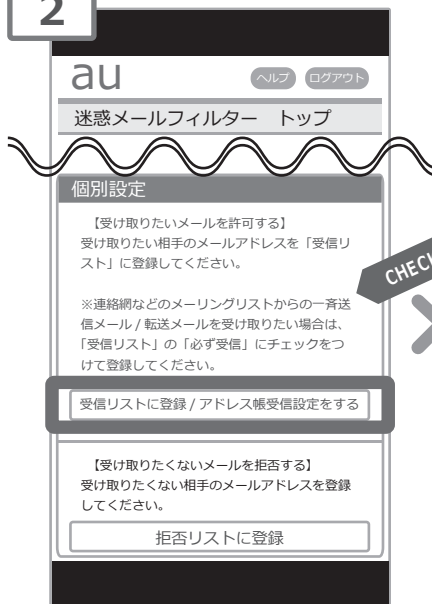 2
au
ヘルプ ログアウト
迷惑メールフィルター　トップ
個別設定
【受け取りたいメールを許可する】
受け取りたい相手のメールアドレスを「受信リ
スト」に登録してください。
※連絡網などのメーリングリストからの一斉送
信メール / 転送メールを受け取りたい場合は、
「受信リスト」の「必ず受信」にチェックをつ
けて登録してください。
受信リストに登録 / アドレス帳受信設定をする
【受け取りたくないメールを拒否する】
受け取りたくない相手のメールアドレスを登録
してください。
拒否リストに登録